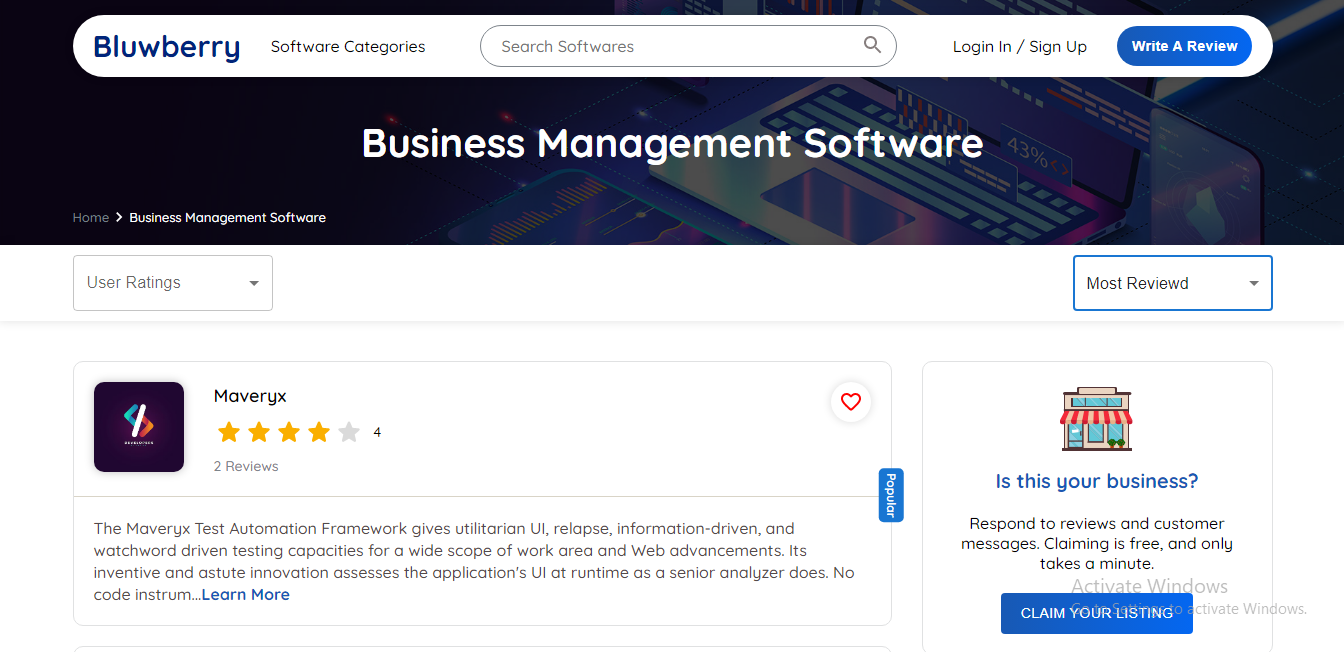 Bluwberry
Software Categories
Search Softwares
Login In / Sign Up
Write A Review
43%
Business Management Software
Home
Business Management Software
User Ratings
Most Reviewd
Maveryx
4
2 Reviews
Popular
The Maveryx Test Automation Framework gives utilitarian UI, relapse, information-driven, and
watchword driven testing capacities for a wide scope of work area and Web advancements. Its
inventive and astute innovation assesses the application's UI at runtime as a senior analyzer does. No
code instrum...Learn More
Is this your business?
Respond to reviews and customer
messages. Claiming is free, and only
takes a minute.
CLAIM YOUR LISTING
Activate Windows
Go to Settings to activate Windows.